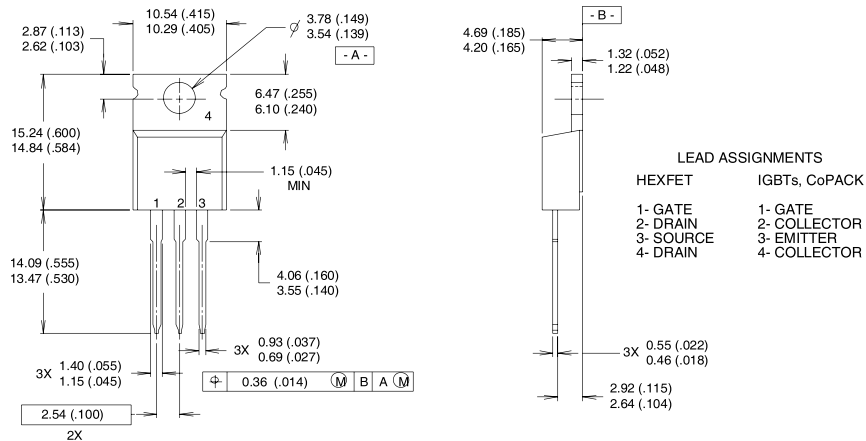 10.54 (.415)
10.29 (.405)
2.87 (.113)
2.62 (.103)
⌀ 3.78 (.149)
3.54 (.139)
- A -
6.47 (.255)
6.10 (.240)
4
15.24 (.600)
14.84 (.584)
1.15 (.045)
MIN
1 2 3
14.09 (.555)
13.47 (.530)
4.06 (.160)
3.55 (.140)
3X 0.93 (.037)
0.69 (.027)
3X 1.40 (.055)
1.15 (.045)
⌖ 0.36 (.014) Ⓜ B A Ⓜ
2.54 (.100)
2X
- B -
4.69 (.185)
4.20 (.165)
1.32 (.052)
1.22 (.048)
3X 0.55 (.022)
0.46 (.018)
2.92 (.115)
2.64 (.104)
LEAD ASSIGNMENTS
HEXFET
1- GATE
2- DRAIN
3- SOURCE
4- DRAIN
IGBTs, CoPACK
1- GATE
2- COLLECTOR
3- EMITTER
4- COLLECTOR